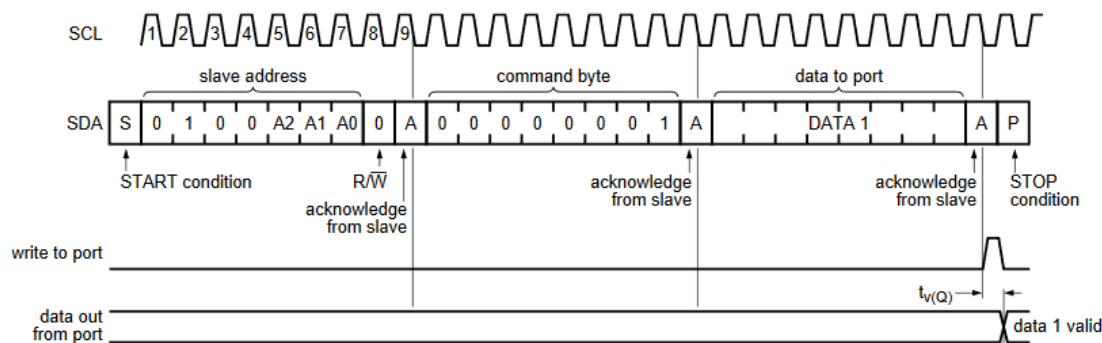 SCL 1 2 3 4 5 6 7 8 9
slave address command byte data to port
SDA S 0 1 0 0 A2 A1 A0 0 A 0 0 0 0 0 0 0 1 A DATA 1 A P
START condition R/W̅ acknowledge acknowledge STOP
acknowledge from slave from slave condition
from slave
write to port
tv(Q)
data out data 1 valid
from port